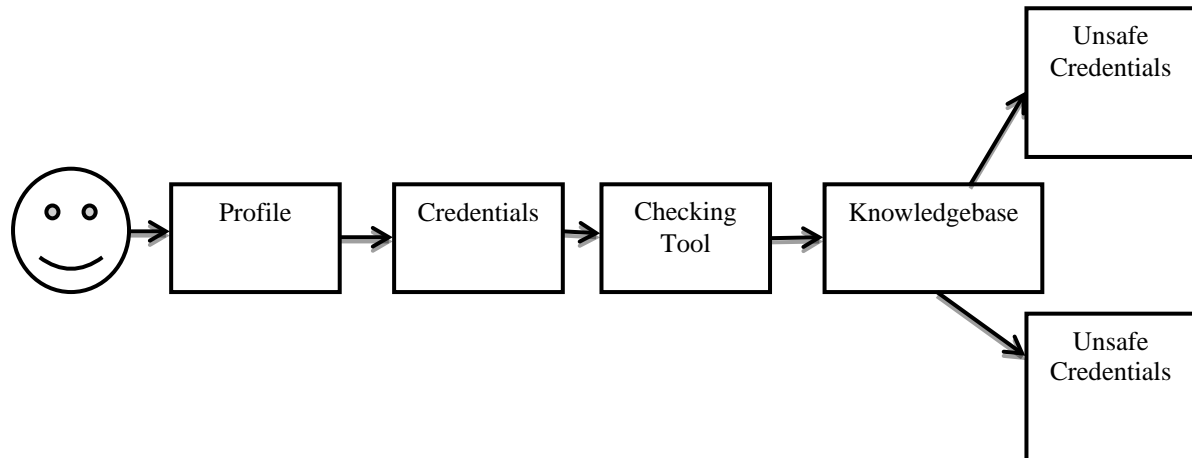 Unsafe
Credentials
Profile
Credentials
Checking
Tool
Knowledgebase
Unsafe
Credentials